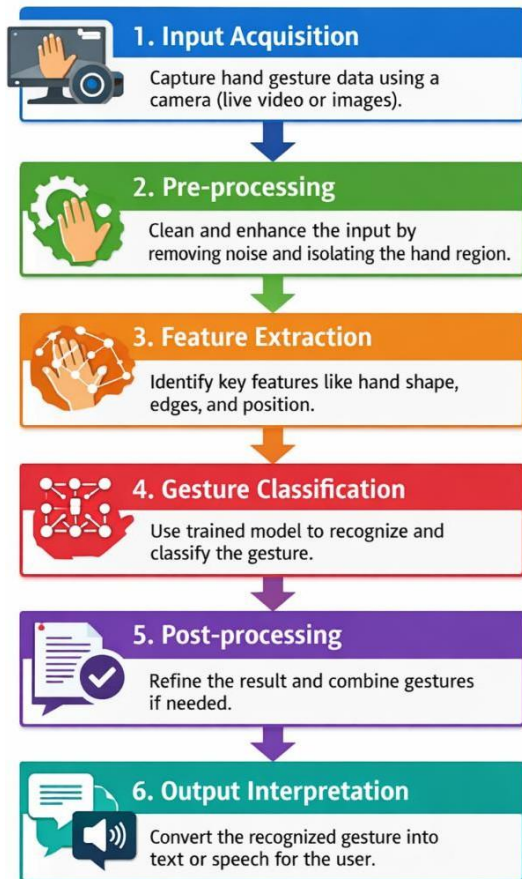 1. Input Acquisition
Capture hand gesture data using a
camera (live video or images).
2. Pre-processing
Clean and enhance the input by
removing noise and isolating the hand region.
3. Feature Extraction
Identify key features like hand shape,
edges, and position.
4. Gesture Classification
Use trained model to recognize and
classify the gesture.
5. Post-processing
Refine the result and combine gestures
if needed.
6. Output Interpretation
Convert the recognized gesture into
text or speech for the user.